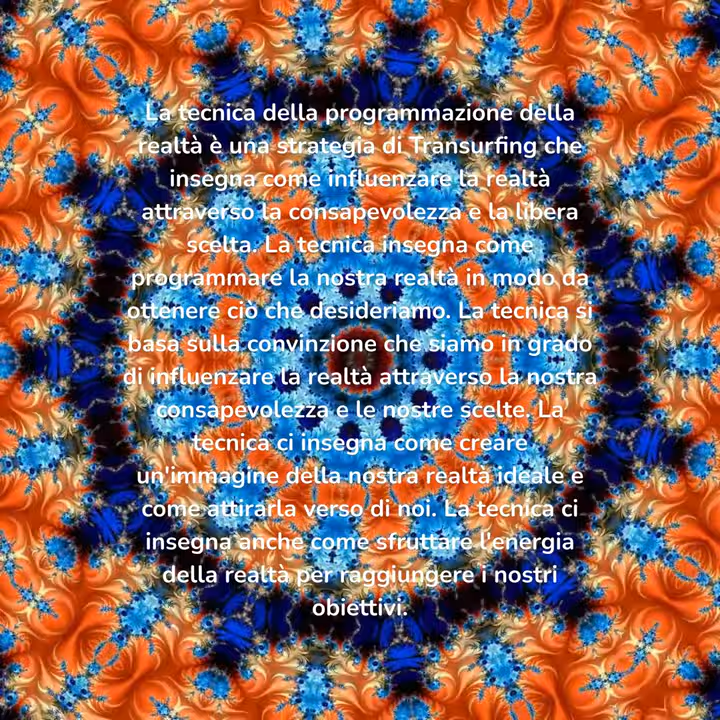 La tecnica della programmazione della
realtà è una strategia di Transurfing che
insegna come influenzare la realtà
attraverso la consapevolezza e la libera
scelta. La tecnica insegna come
programmare la nostra realtà in modo da
ottenere ciò che desideriamo. La tecnica si
basa sulla convinzione che siamo in grado
di influenzare la realtà attraverso la nostra
consapevolezza e le nostre scelte. La
tecnica ci insegna come creare
un'immagine della nostra realtà ideale e
come attirarla verso di noi. La tecnica ci
insegna anche come sfruttare l'energia
della realtà per raggiungere i nostri
obiettivi.